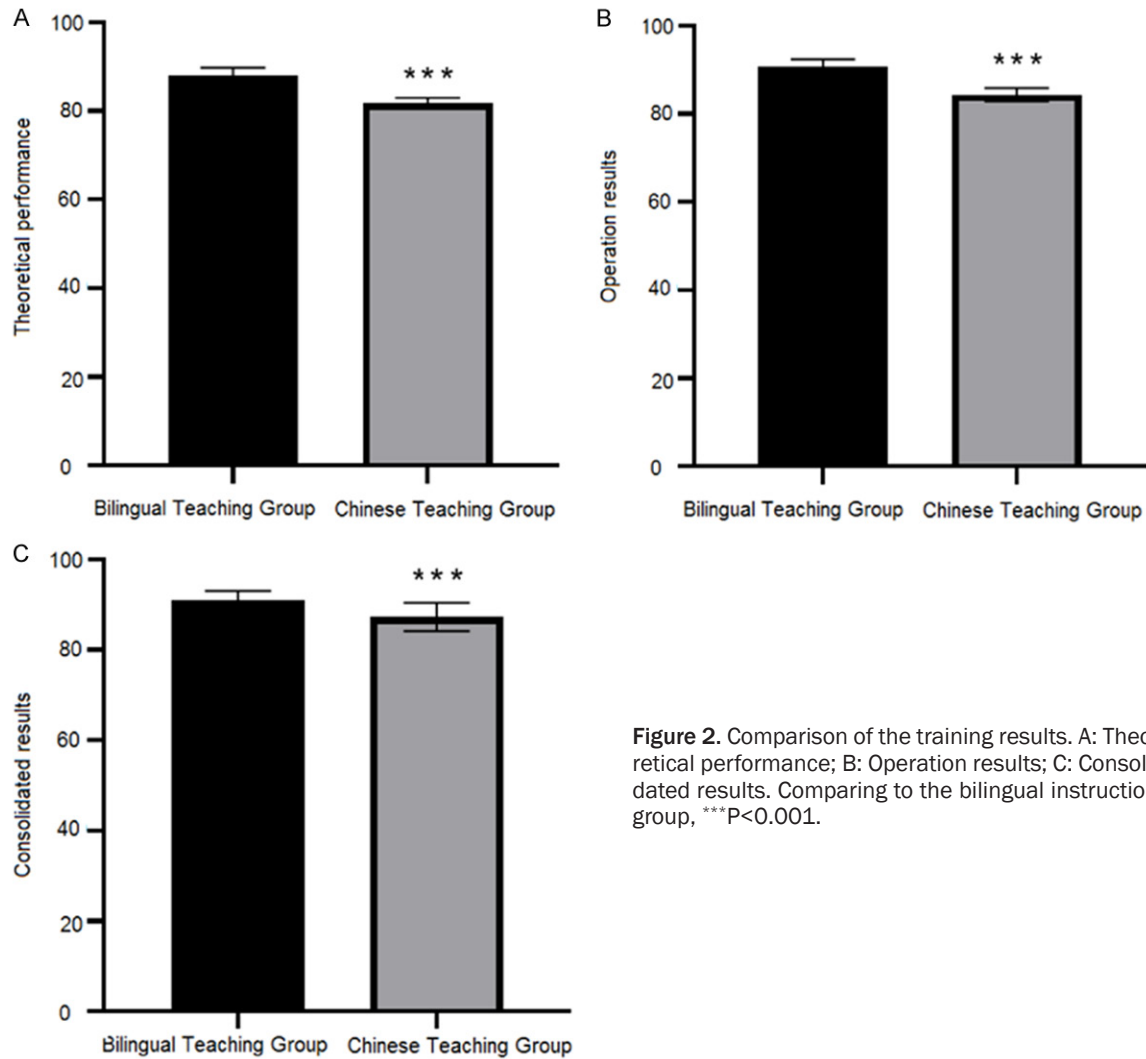 A
100
80
60
40
20
0
Theoretical performance
***
Bilingual Teaching Group Chinese Teaching Group
B
100
80
60
40
20
0
Operation results
***
Bilingual Teaching Group Chinese Teaching Group
C
100
80
60
40
20
0
Consolidated results
***
Bilingual Teaching Group Chinese Teaching Group
Figure 2. Comparison of the training results. A: Theo
retical performance; B: Operation results; C: Consol
dated results. Comparing to the bilingual instructio
group, ***P<0.001.